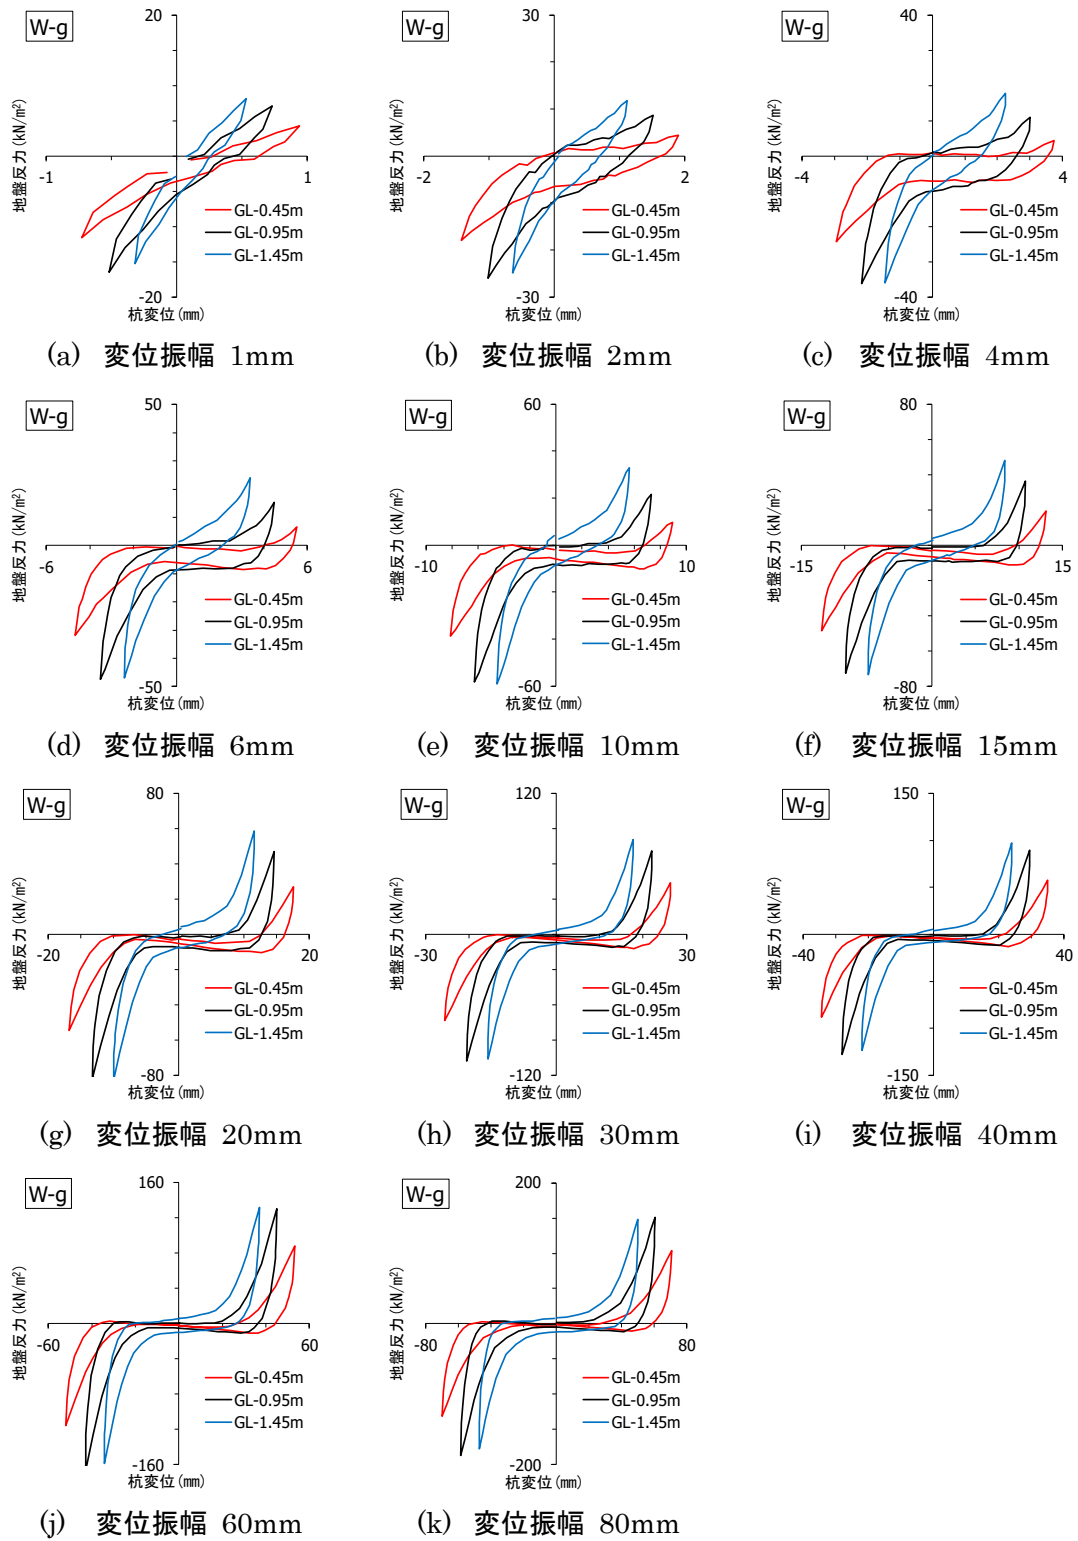 W-g
20
地盤反力(kN/m²)
-1
1
GL-0.45m
GL-0.95m
GL-1.45m
-20
杭変位(mm)
(a) 変位振幅 1mm
W-g
30
地盤反力(kN/m²)
-2
2
GL-0.45m
GL-0.95m
GL-1.45m
-30
杭変位(mm)
(b) 変位振幅 2mm
W-g
40
地盤反力(kN/m²)
-4
4
GL-0.45m
GL-0.95m
GL-1.45m
-40
杭変位(mm)
(c) 変位振幅 4mm
W-g
50
地盤反力(kN/m²)
-6
6
GL-0.45m
GL-0.95m
GL-1.45m
-50
杭変位(mm)
(d) 変位振幅 6mm
W-g
60
地盤反力(kN/m²)
-10
10
GL-0.45m
GL-0.95m
GL-1.45m
-60
杭変位(mm)
(e) 変位振幅 10mm
W-g
80
地盤反力(kN/m²)
-15
15
GL-0.45m
GL-0.95m
GL-1.45m
-80
杭変位(mm)
(f) 変位振幅 15mm
W-g
80
地盤反力(kN/m²)
-20
20
GL-0.45m
GL-0.95m
GL-1.45m
-80
杭変位(mm)
(g) 変位振幅 20mm
W-g
120
地盤反力(kN/m²)
-30
30
GL-0.45m
GL-0.95m
GL-1.45m
-120
杭変位(mm)
(h) 変位振幅 30mm
W-g
150
地盤反力(kN/m²)
-40
40
GL-0.45m
GL-0.95m
GL-1.45m
-150
杭変位(mm)
(i) 変位振幅 40mm
W-g
160
地盤反力(kN/m²)
-60
60
GL-0.45m
GL-0.95m
GL-1.45m
-160
杭変位(mm)
(j) 変位振幅 60mm
W-g
200
地盤反力(kN/m²)
-80
80
GL-0.45m
GL-0.95m
GL-1.45m
-200
杭変位(mm)
(k) 変位振幅 80mm